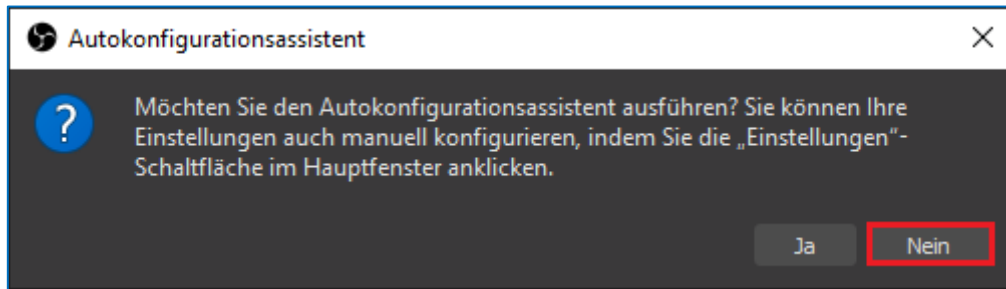 Autokonfigurationsassistent
Möchten Sie den Autokonfigurationsassistent ausführen? Sie können Ihre
Einstellungen auch manuell konfigurieren, indem Sie die „Einstellungen“-
Schaltfläche im Hauptfenster anklicken.
Ja Nein